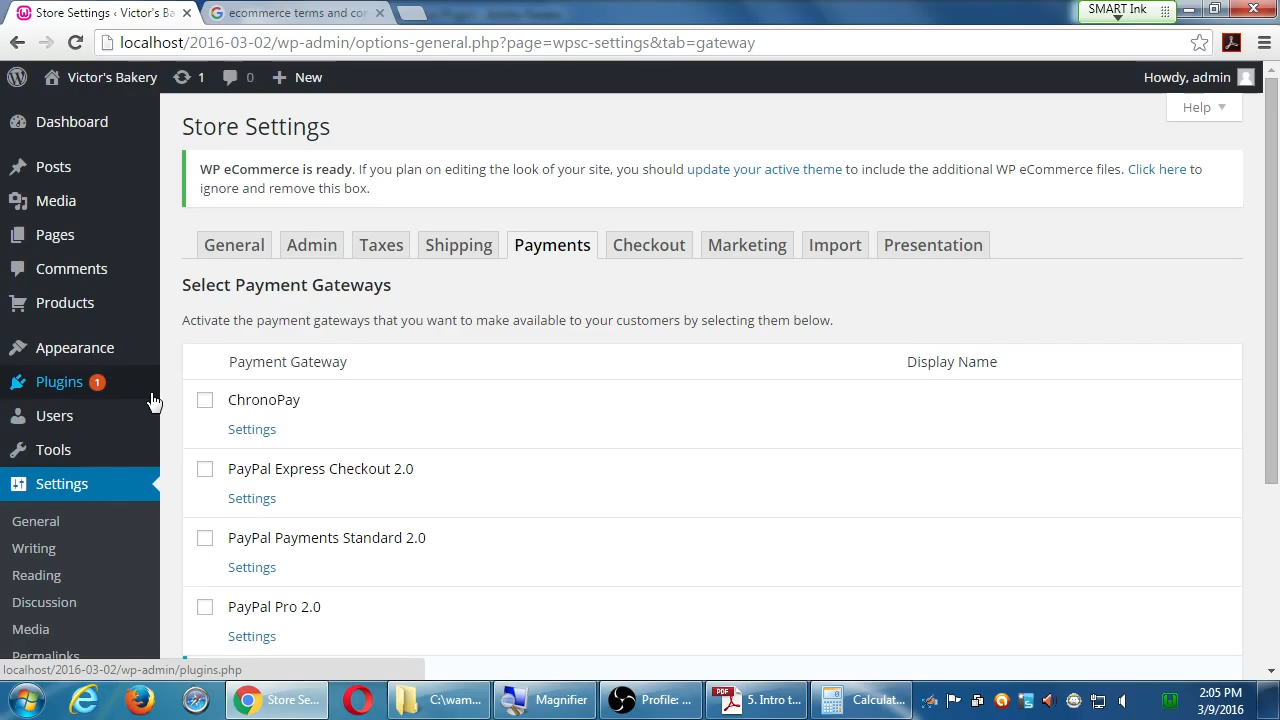 Store Settings ‹ Victor's Ba
ecommerce terms and con
SMART Ink
localhost/2016-03-02/wp-admin/options-general.php?page=wpsc-settings&tab=gateway
Victor's Bakery
1
0
New
Howdy, admin
Help
Dashboard
Posts
Media
Pages
Comments
Products
Appearance
Plugins 1
Users
Tools
Settings
General
Writing
Reading
Discussion
Media
Permalinks
Store Settings
WP eCommerce is ready. If you plan on editing the look of your site, you should update your active theme to include the additional WP eCommerce files. Click here to
ignore and remove this box.
General
Admin
Taxes
Shipping
Payments
Checkout
Marketing
Import
Presentation
Select Payment Gateways
Activate the payment gateways that you want to make available to your customers by selecting them below.
Payment Gateway
Display Name
ChronoPay
Settings
PayPal Express Checkout 2.0
Settings
PayPal Payments Standard 2.0
Settings
PayPal Pro 2.0
Settings
localhost/2016-03-02/wp-admin/plugins.php
Store Se...
C:\wam...
Magnifier
Profile: ...
5. Intro t...
Calculat...
2:05 PM
3/9/2016